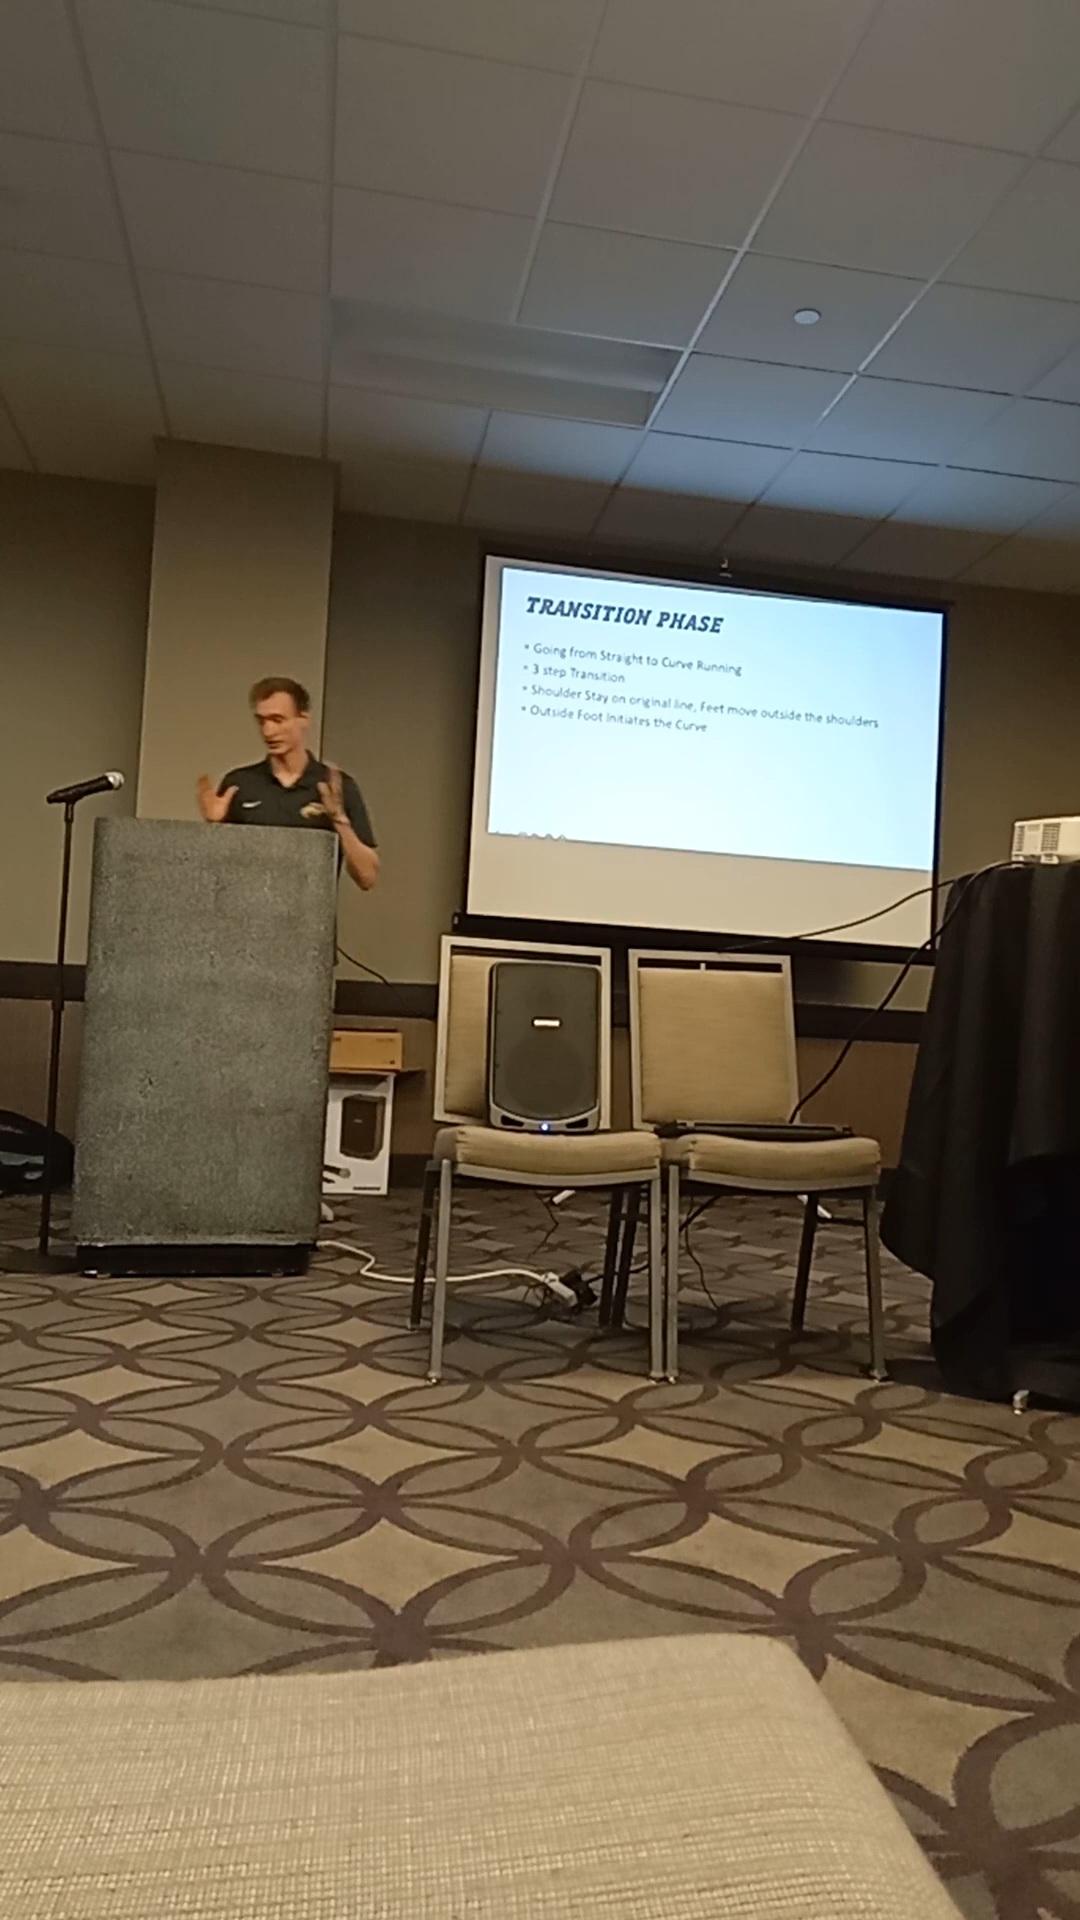 TRANSITION PHASE
• Going from Straight to Curve Running
• 3 step Transition
• Shoulder Stay on original line, Feet move outside the shoulders
• Outside Foot Initiates the Curve